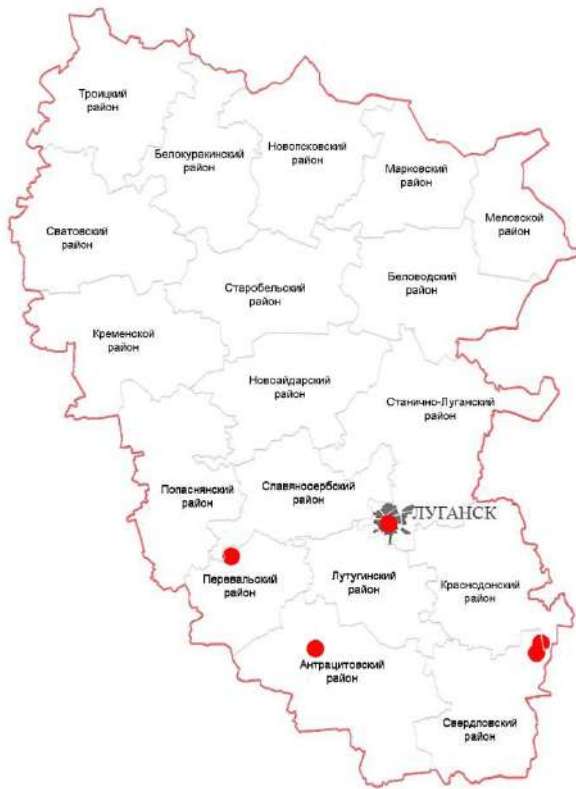 Троицкий
район
Белокуракинский
район
Новопсковский
район
Марковский
район
Меловской
район
Сватовский
район
Старобельский
район
Беловодский
район
Кременской
район
Новоайдарский
район
Станично-Луганский
район
Попаснянский
район
Славяносербский
район
ЛУГАНСК
Перевальский
район
Лутугинский
район
Краснодонский
район
Антрацитовский
район
Свердловский
район